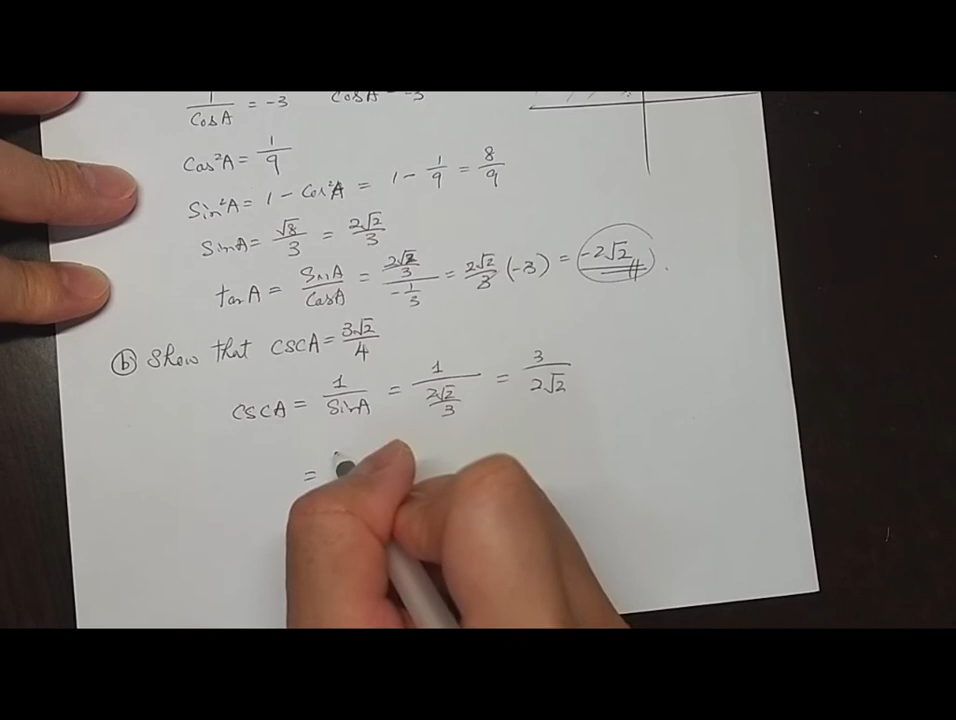 1/CosA = -3 CosA = -3
Cos²A = 1/9
Sin²A = 1 - Cos²A = 1 - 1/9 = 8/9
SinA = √8/3 = 2√2/3
tanA = SinA/CosA = (2√2/3)/(-1/3) = 2√2/3 (-3) = -2√2
ⓑ Show that CSCA = 3√2/4
CSCA = 1/SinA = 1/(2√2/3) = 3/2√2
=